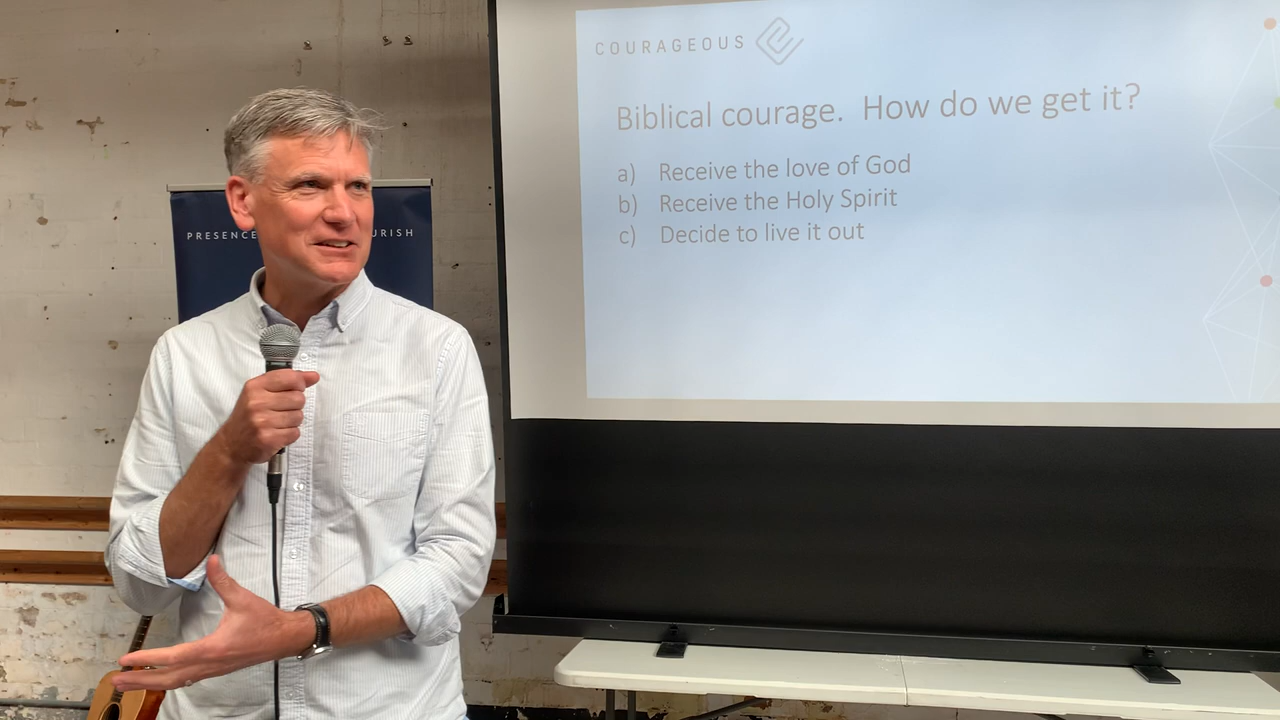 COURAGEOUS
Biblical courage. How do we get it?
a) Receive the love of God
b) Receive the Holy Spirit
c) Decide to live it out
PRESENCE